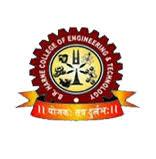 B.R. HARNE COLLEGE OF ENGINEERING & TECHNOLOGY
॥ योजकः तत्र दुर्लभः ॥